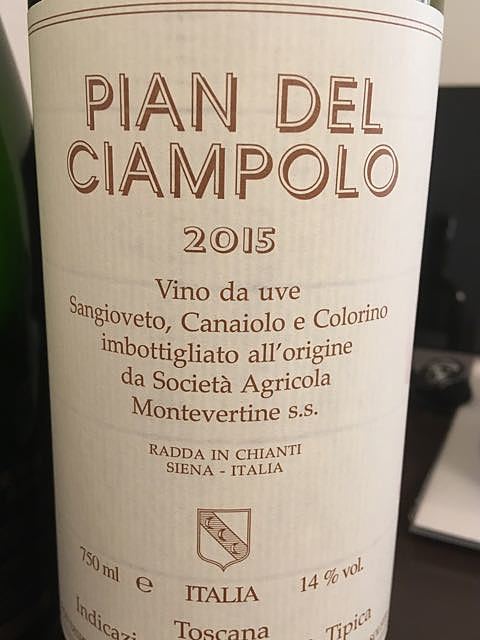 PIAN DEL
CIAMPOLO
2015
Vino da uve
Sangioveto, Canaiolo e Colorino
imbottigliato all'origine
da Società Agricola
Montevertine s.s.
RADDA IN CHIANTI
SIENA - ITALIA
750 ml e ITALIA 14 % vol.
Toscana
Tipica